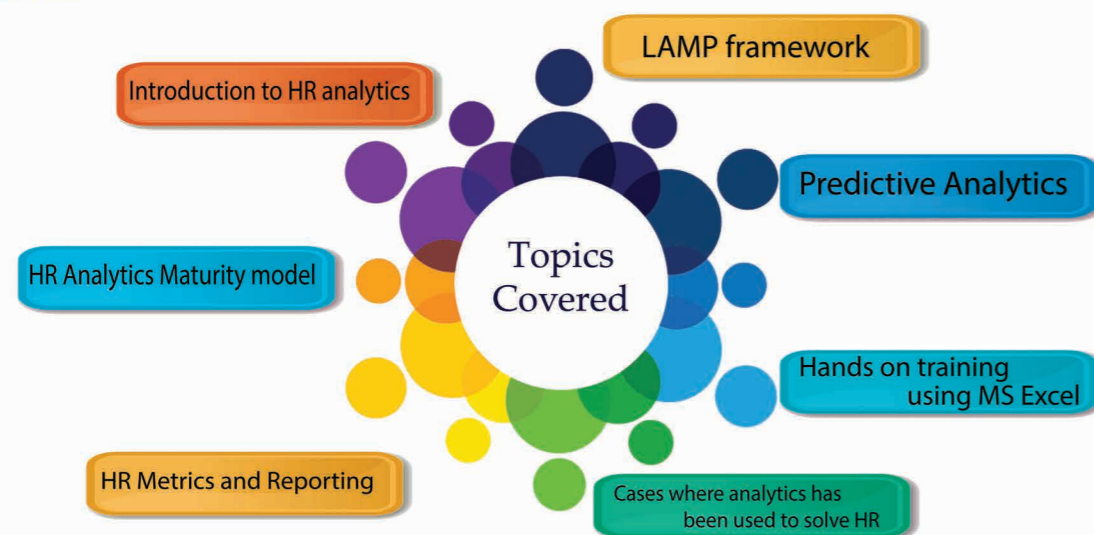 LAMP framework
Introduction to HR analytics
Predictive Analytics
Topics
Covered
HR Analytics Maturity model
Hands on training
using MS Excel
HR Metrics and Reporting
Cases where analytics has
been used to solve HR